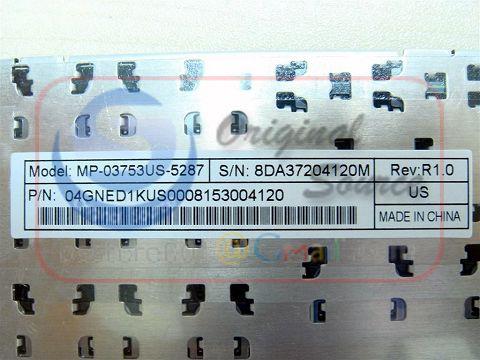 Original
Source
Model: MP-03753US-5287 S/N: 8DA37204120M Rev:R1.0
P/N: 04GNED1KUS0008153004120 US
MADE IN CHINA